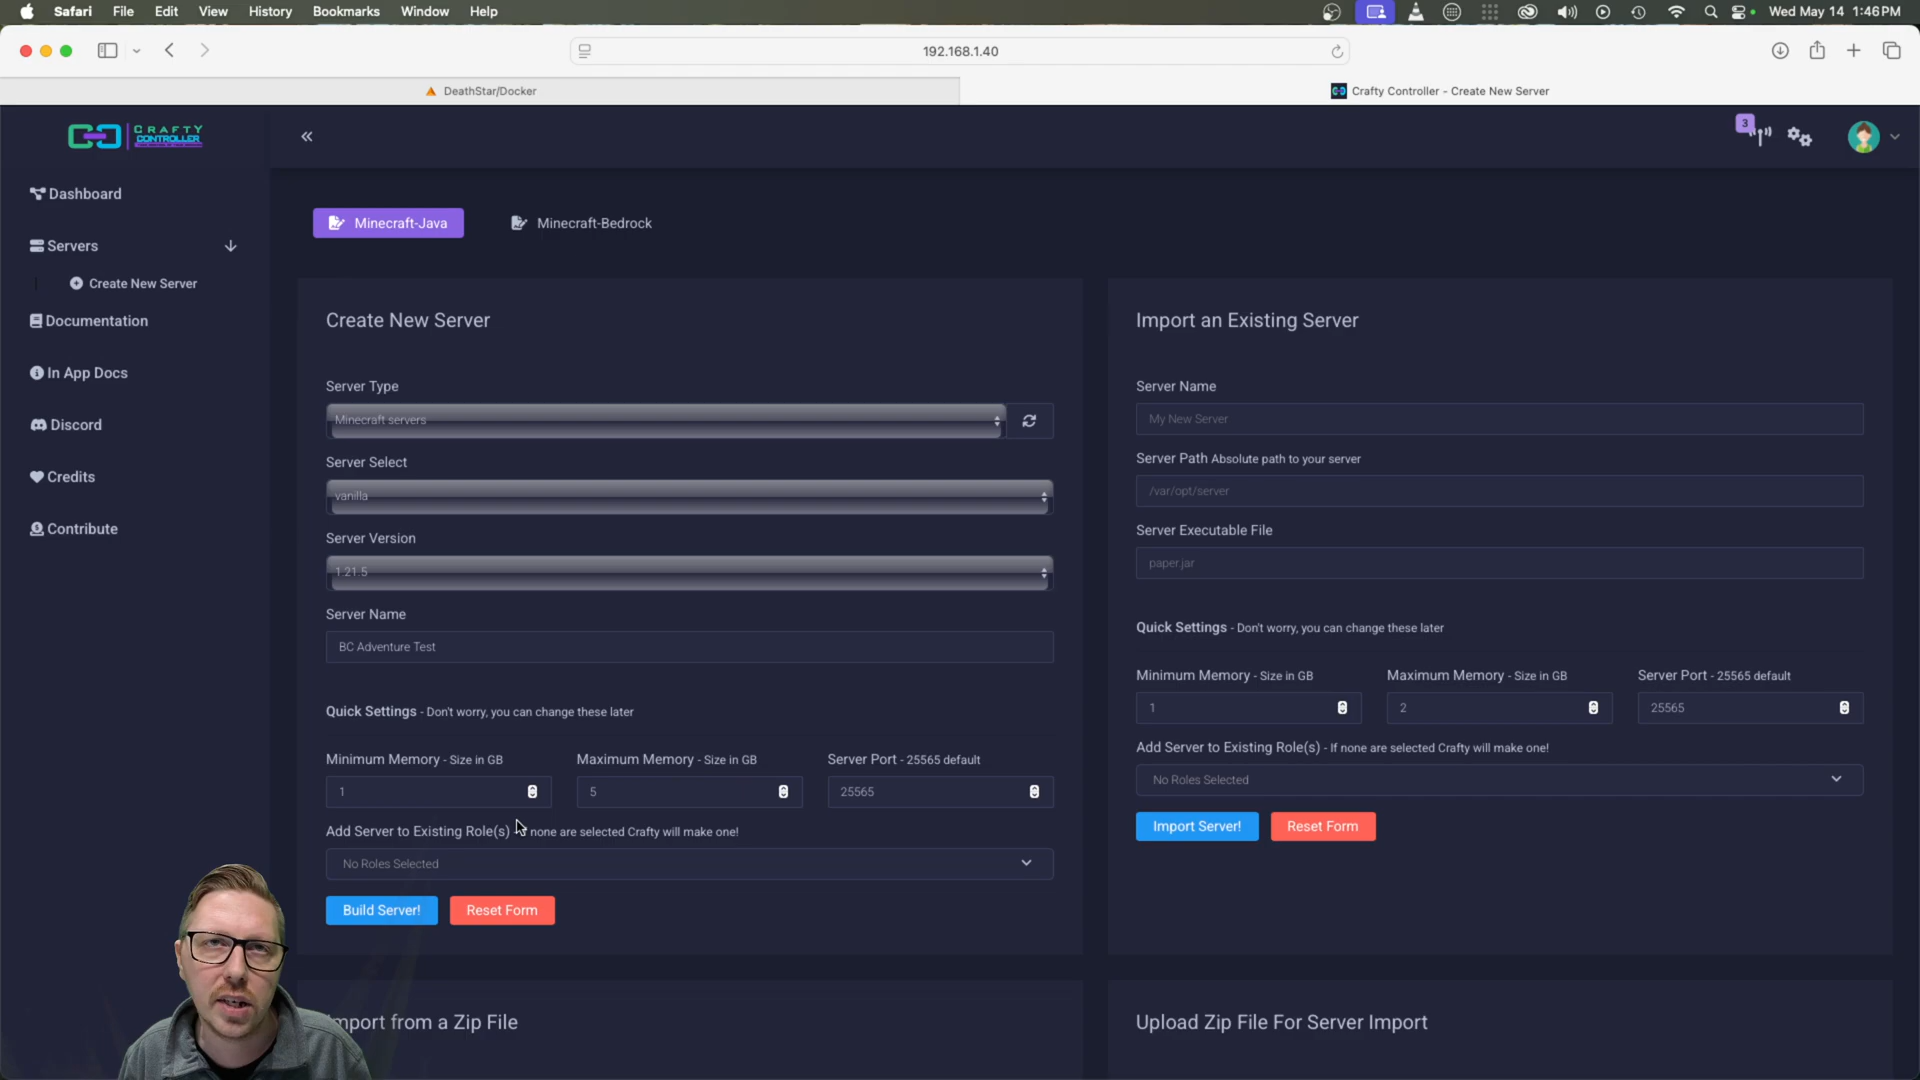 Safari File Edit View History Bookmarks Window Help
Wed May 14 1:46 PM
192.168.1.40
DeathStar/Docker
Crafty Controller - Create New Server
CRAFTY
CONTROLLER
3
Dashboard
Minecraft-Java
Minecraft-Bedrock
Servers
Create New Server
Documentation
In App Docs
Discord
Credits
Contribute
Create New Server
Server Type
Minecraft servers
Server Select
vanilla
Server Version
1.21.5
Server Name
BC Adventure Test
Quick Settings - Don't worry, you can change these later
Minimum Memory - Size in GB
Maximum Memory - Size in GB
Server Port - 25565 default
1
5
25565
Add Server to Existing Role(s)
none are selected Crafty will make one!
No Roles Selected
Build Server!
Reset Form
Import an Existing Server
Server Name
My New Server
Server Path Absolute path to your server
/var/opt/server
Server Executable File
paper.jar
Quick Settings - Don't worry, you can change these later
Minimum Memory - Size in GB
Maximum Memory - Size in GB
Server Port - 25565 default
1
2
25565
Add Server to Existing Role(s) - If none are selected Crafty will make one!
No Roles Selected
Import Server!
Reset Form
Import from a Zip File
Upload Zip File For Server Import